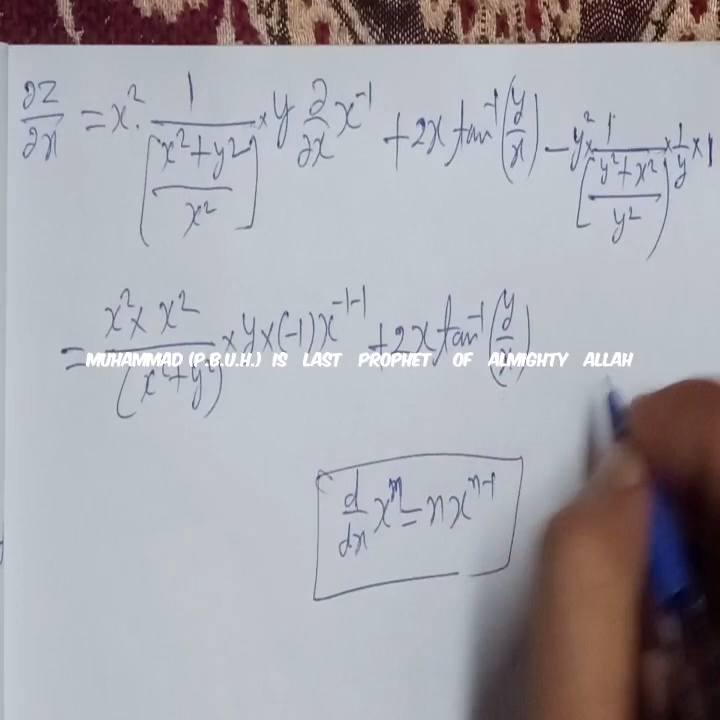 ∂z/∂x = x². 1/[(x²+y²)/x²] × y ∂/∂x x⁻¹ + 2x tan⁻¹(y/x) − y² × 1/[(y²+x²)/y²] × 1/y × 1
= x² × x²/(x²+y²) × y × (-1) x⁻¹⁻¹ + 2x tan⁻¹(y/x)
MUHAMMAD (P.B.U.H.) IS LAST PROPHET OF ALMIGHTY ALLAH
d/dx xⁿ = nxⁿ⁻¹